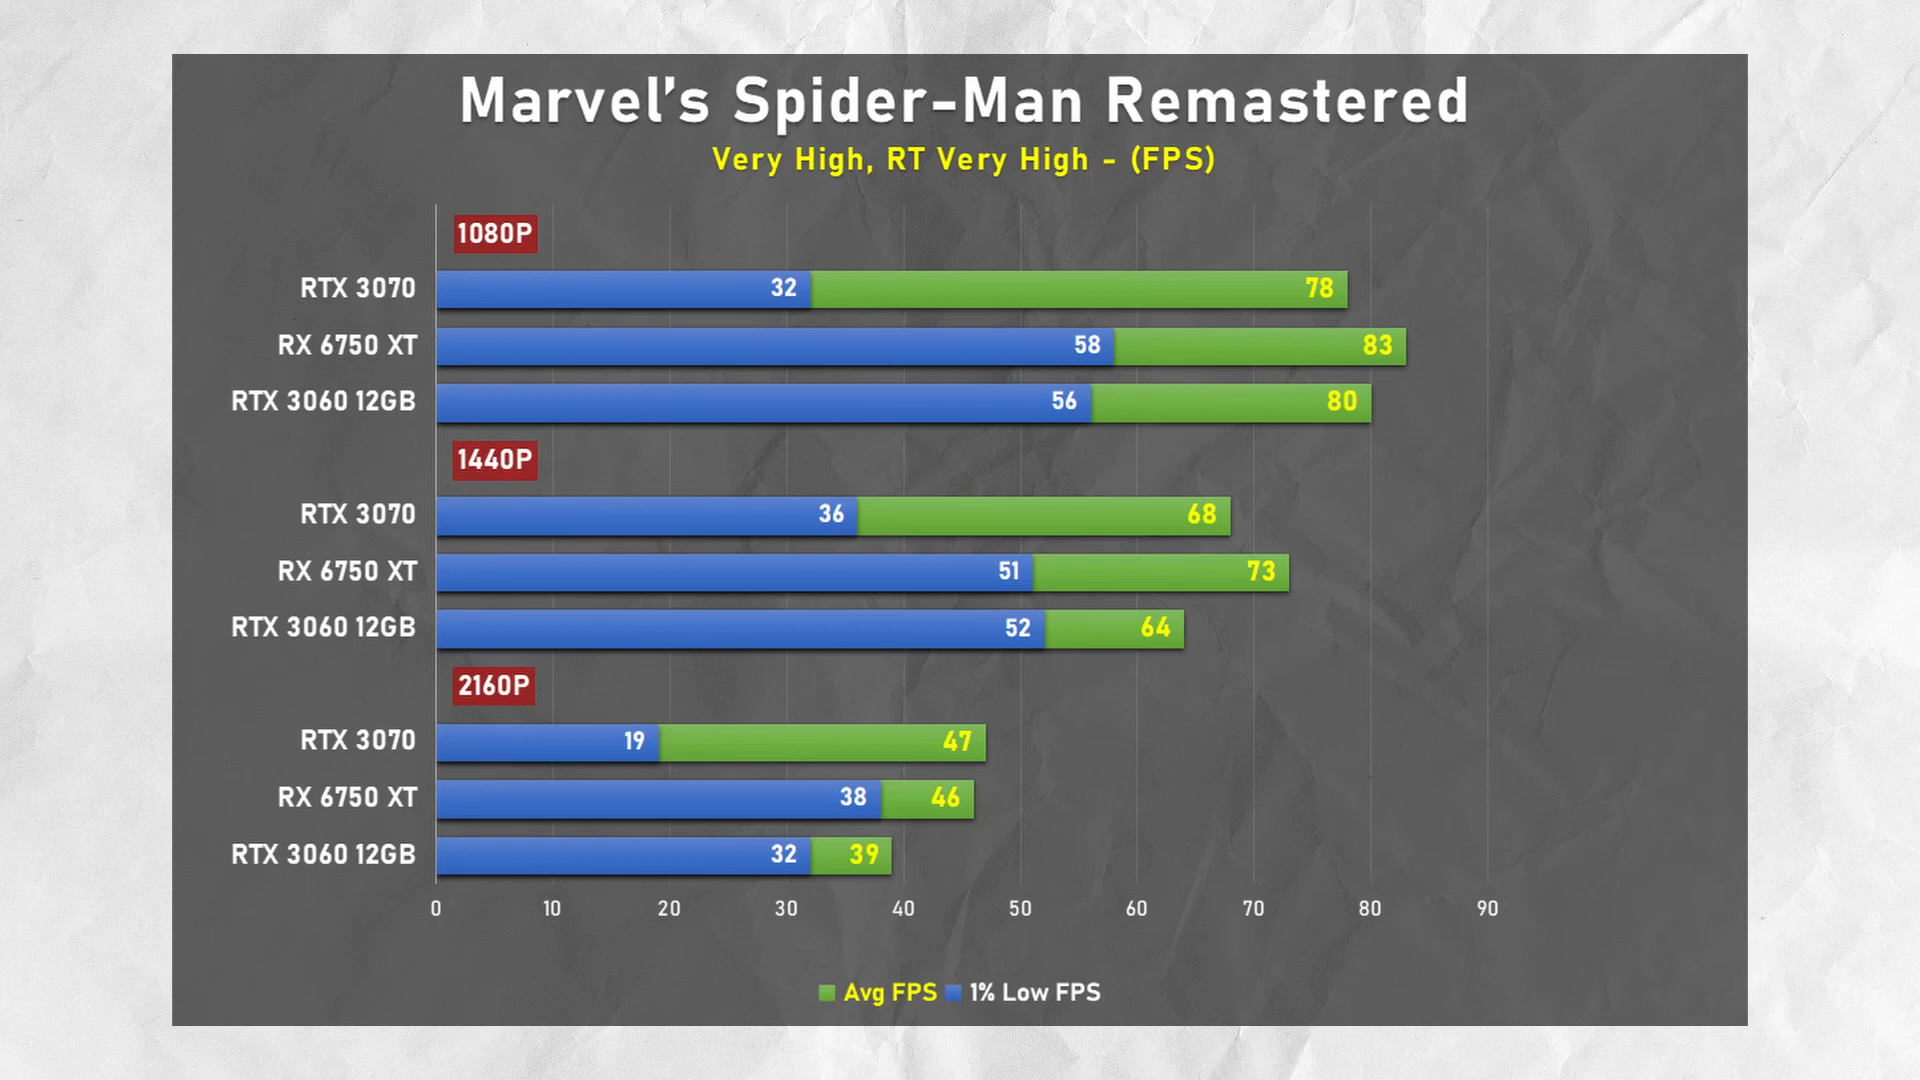 Marvel's Spider-Man Remastered
Very High, RT Very High - (FPS)
1080P
RTX 3070 32 78
RX 6750 XT 58 83
RTX 3060 12GB 56 80
1440P
RTX 3070 36 68
RX 6750 XT 51 73
RTX 3060 12GB 52 64
2160P
RTX 3070 19 47
RX 6750 XT 38 46
RTX 3060 12GB 32 39
0 10 20 30 40 50 60 70 80 90
Avg FPS 1% Low FPS